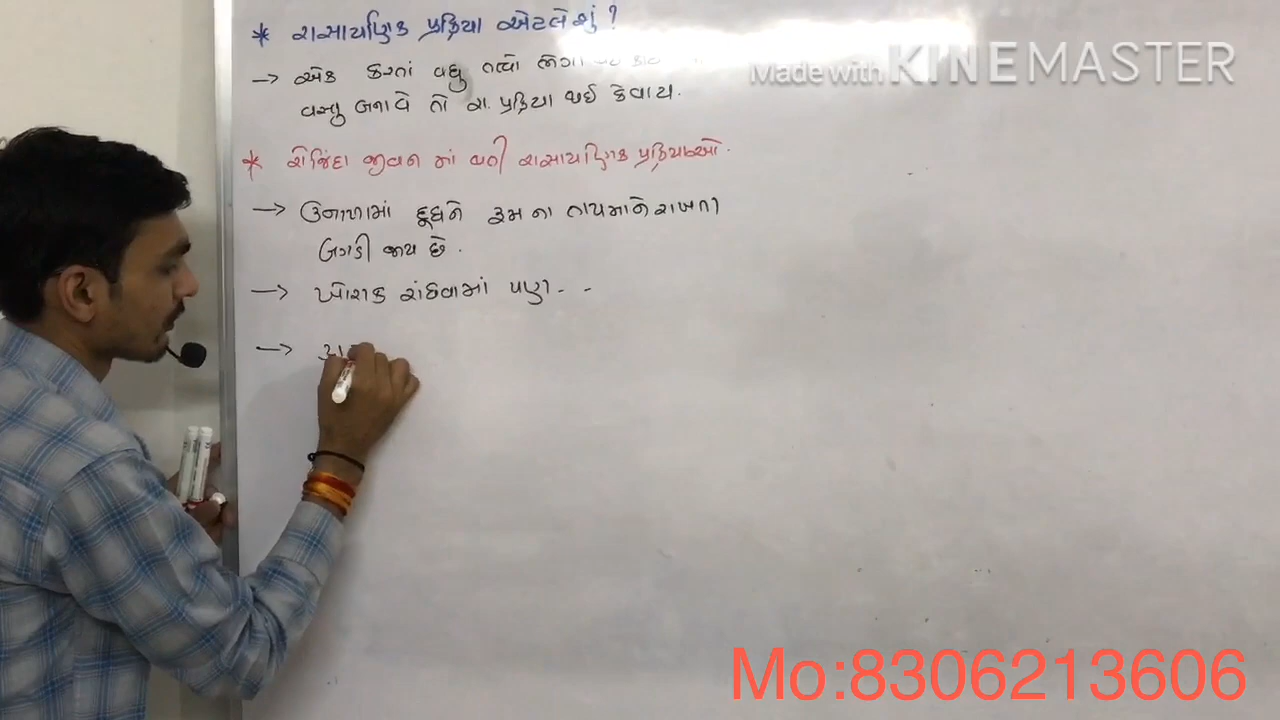 * રાસાયણિક પ્રક્રિયા એટલે શું ?
→ એક કરતાં વધુ તત્વો ભેગા
વસ્તુ બનાવે તો રા. પ્રક્રિયા થઈ કેવાય.
* રોજિંદા જીવન માં થતી રાસાયણિક પ્રક્રિયાઓ.
→ ઉનાળામાં દૂધને રૂમ ના તાપમાને રાખતા
બગડી જાય છે.
→ ખોરાક રાંધવામાં પણ - -
→
Made with KINEMASTER
Mo:8306213606